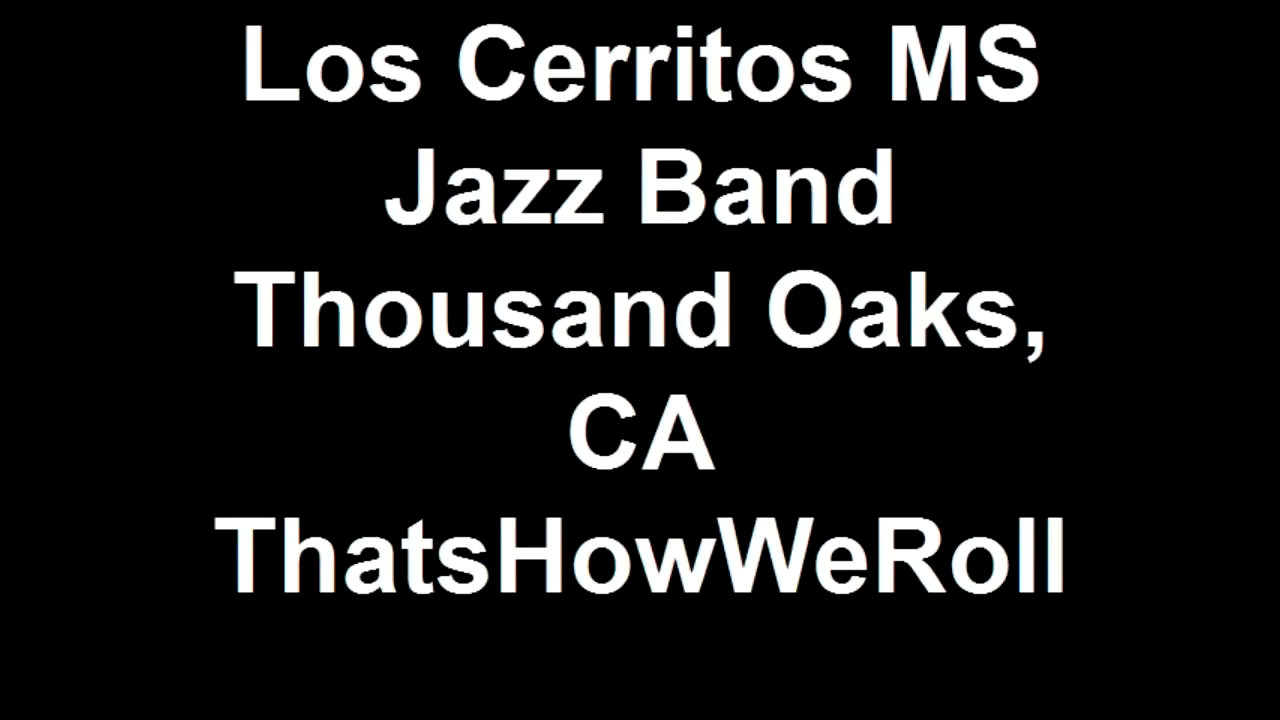 Los Cerritos MS
Jazz Band
Thousand Oaks,
CA
ThatsHowWeRoll